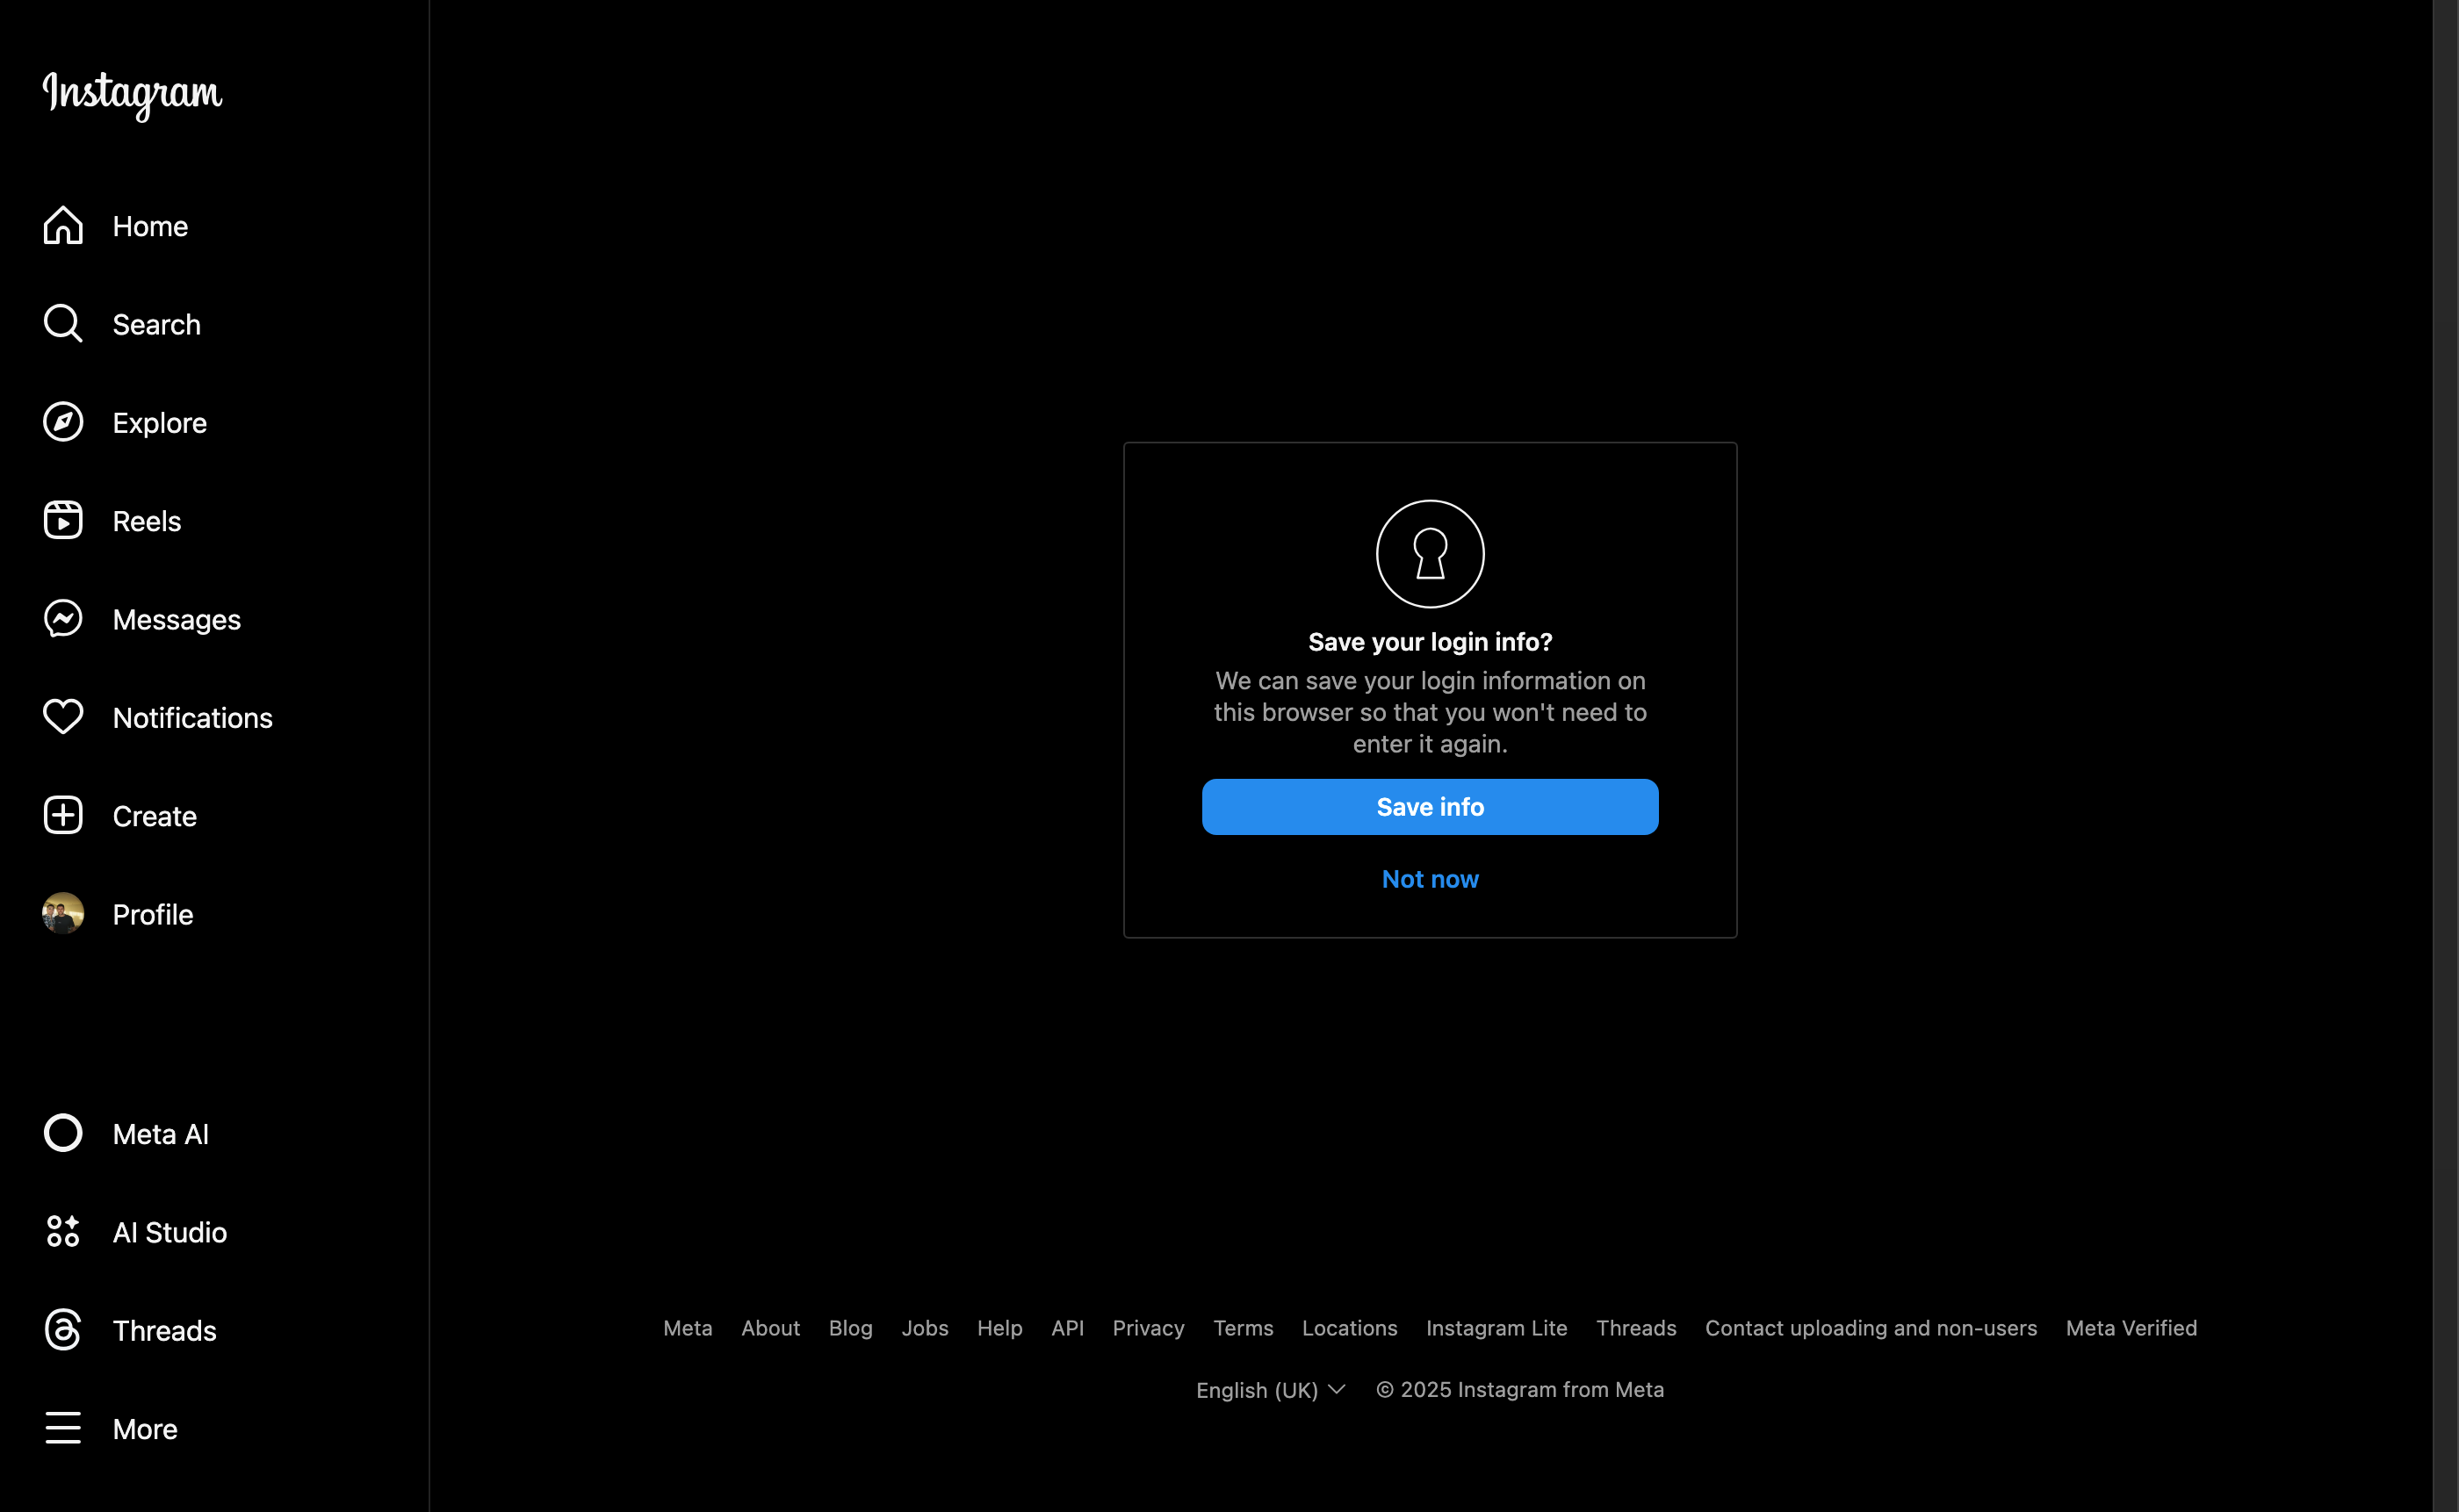 Instagram
Home
Search
Explore
Reels
Messages
Notifications
Create
Profile
Meta AI
AI Studio
Threads
More
Save your login info?
We can save your login information on
this browser so that you won't need to
enter it again.
Save info
Not now
Meta About Blog Jobs Help API Privacy Terms Locations Instagram Lite Threads Contact uploading and non-users Meta Verified
English (UK) © 2025 Instagram from Meta